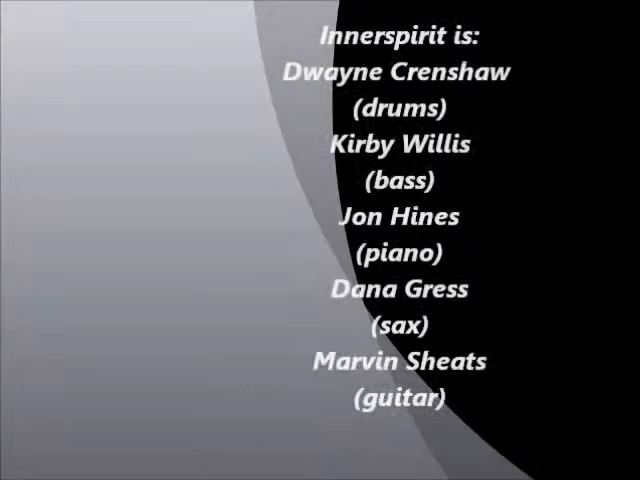 Innerspirit is:
Dwayne Crenshaw
(drums)
Kirby Willis
(bass)
Jon Hines
(piano)
Dana Gress
(sax)
Marvin Sheats
(guitar)